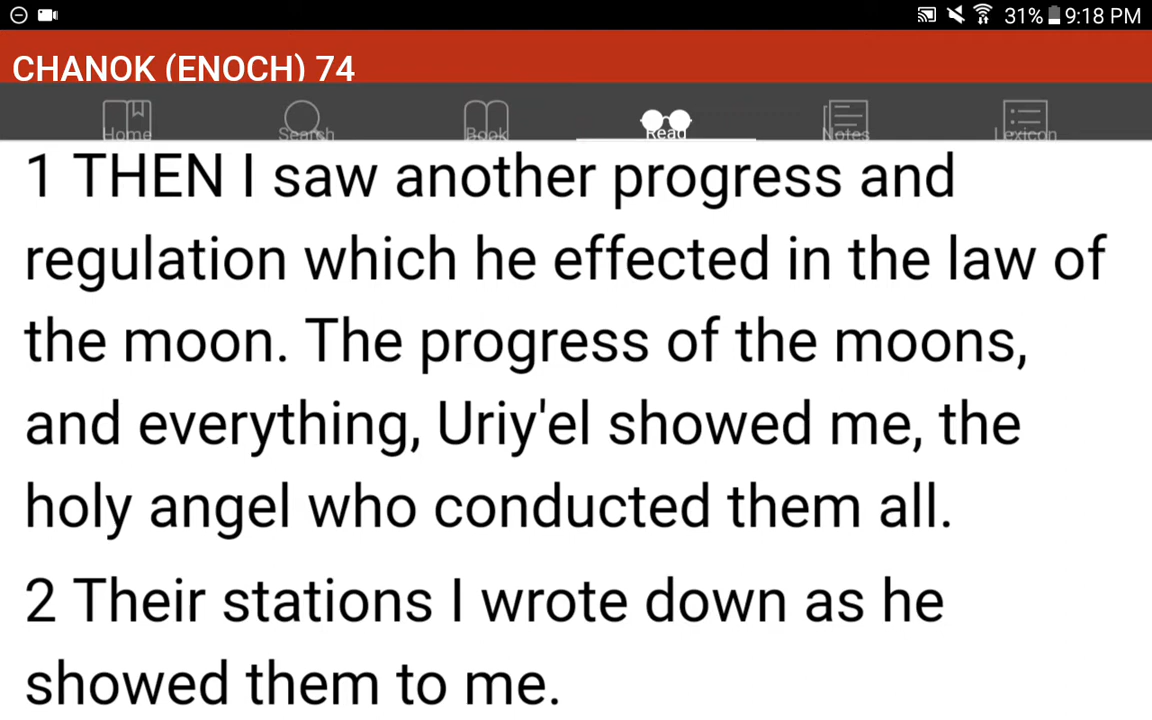 31% 9:18 PM
CHANOK (ENOCH) 74
Home Search Book Read Notes Lexicon
1 THEN I saw another progress and
regulation which he effected in the law of
the moon. The progress of the moons,
and everything, Uriy'el showed me, the
holy angel who conducted them all.
2 Their stations I wrote down as he
showed them to me.